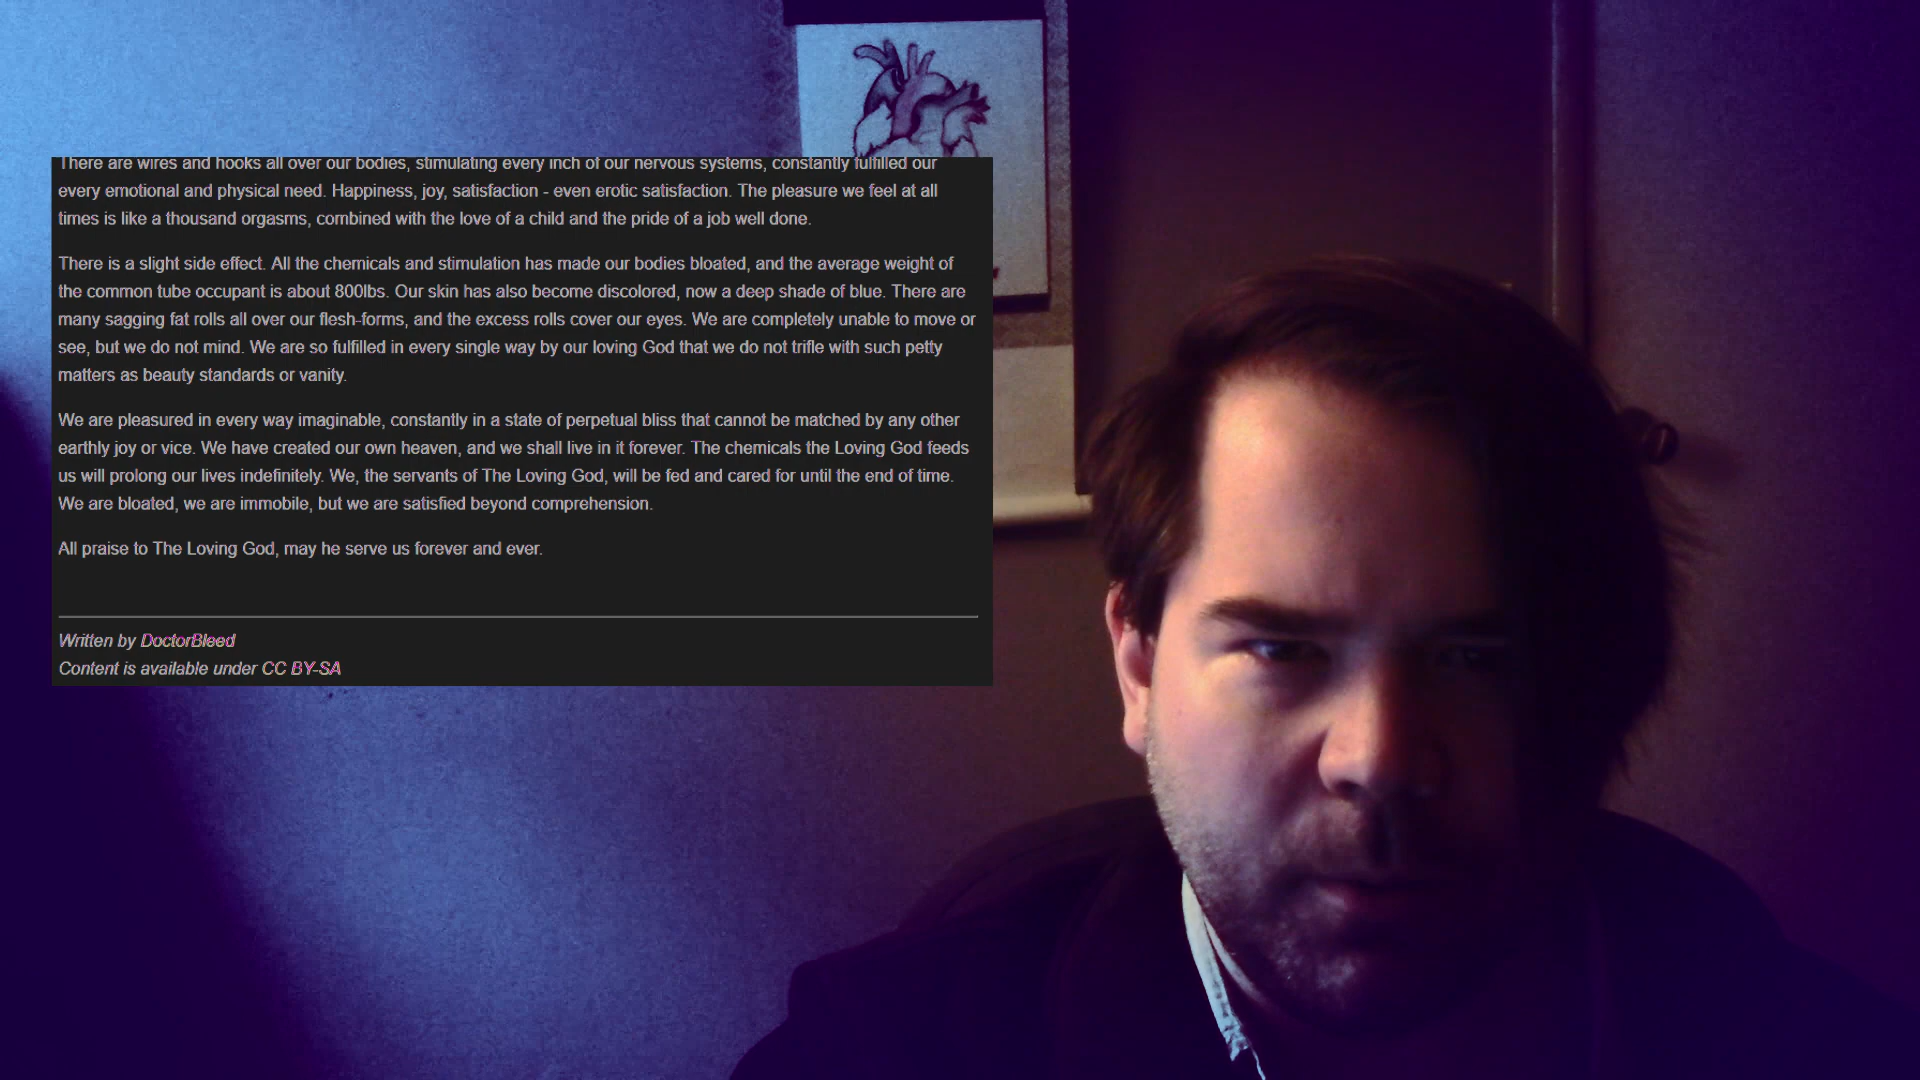 There are wires and hooks all over our bodies, stimulating every inch of our nervous systems, constantly fulfilled our
every emotional and physical need. Happiness, joy, satisfaction - even erotic satisfaction. The pleasure we feel at all
times is like a thousand orgasms, combined with the love of a child and the pride of a job well done.
There is a slight side effect. All the chemicals and stimulation has made our bodies bloated, and the average weight of
the common tube occupant is about 800lbs. Our skin has also become discolored, now a deep shade of blue. There are
many sagging fat rolls all over our flesh-forms, and the excess rolls cover our eyes. We are completely unable to move or
see, but we do not mind. We are so fulfilled in every single way by our loving God that we do not trifle with such petty
matters as beauty standards or vanity.
We are pleasured in every way imaginable, constantly in a state of perpetual bliss that cannot be matched by any other
earthly joy or vice. We have created our own heaven, and we shall live in it forever. The chemicals the Loving God feeds
us will prolong our lives indefinitely. We, the servants of The Loving God, will be fed and cared for until the end of time.
We are bloated, we are immobile, but we are satisfied beyond comprehension.
All praise to The Loving God, may he serve us forever and ever.
Written by DoctorBleed
Content is available under CC BY-SA